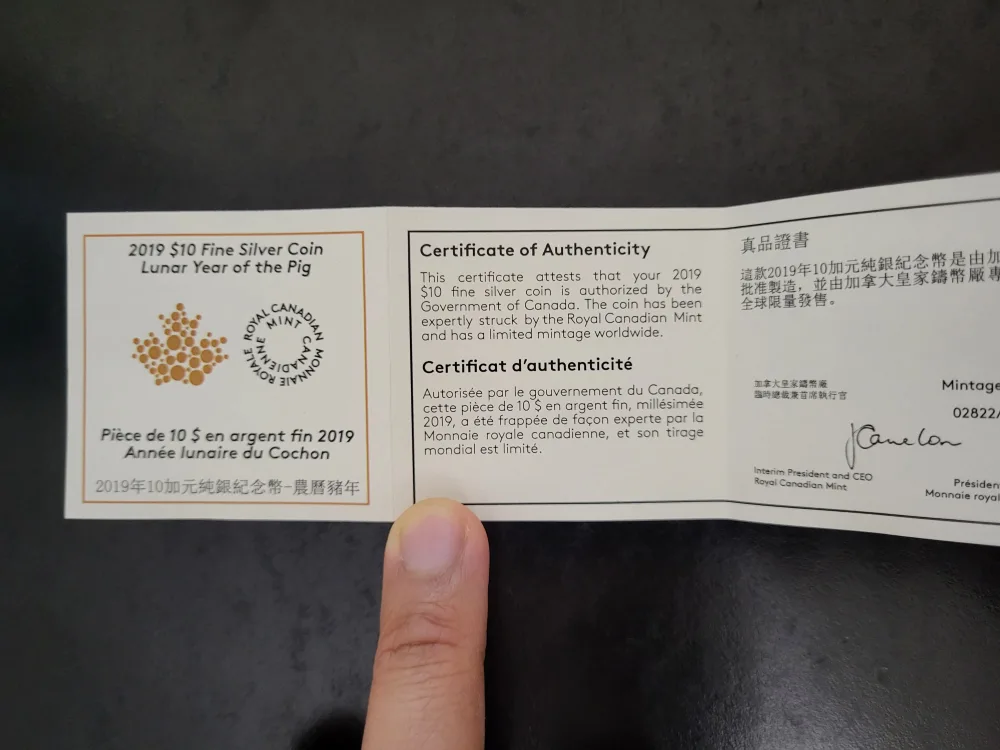 2019 $10 Fine Silver Coin
Lunar Year of the Pig
ROYAL CANADIAN MINT
MONNAIE ROYALE CANADIENNE
Pièce de 10 $ en argent fin 2019
Année lunaire du Cochon
2019年10加元純銀紀念幣-農曆豬年
Certificate of Authenticity
This certificate attests that your 2019
$10 fine silver coin is authorized by the
Government of Canada. The coin has been
expertly struck by the Royal Canadian Mint
and has a limited mintage worldwide.
Certificat d'authenticité
Autorisée par le gouvernement du Canada,
cette pièce de 10 $ en argent fin, millésimée
2019, a été frappée de façon experte par la
Monnaie royale canadienne, et son tirage
mondial est limité.
真品證書
這款2019年10加元純銀紀念幣是由加
批准製造，並由加拿大皇家鑄幣厰專
全球限量發售。
加拿大皇家鑄幣廠
臨時總裁兼首席執行官
Mintage
02822/
JCameron
Interim President and CEO
Royal Canadian Mint
Présiden
Monnaie royal